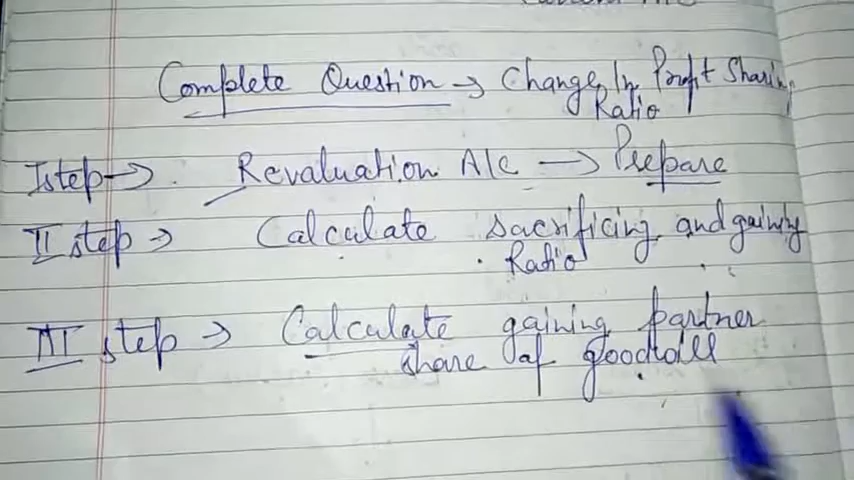 Complete Question → Change In Profit Sharing
Ratio
I step → Revaluation A/C → Prepare
II step → Calculate sacrificing and gaining
Ratio
III step → Calculate gaining partner
share of goodwill